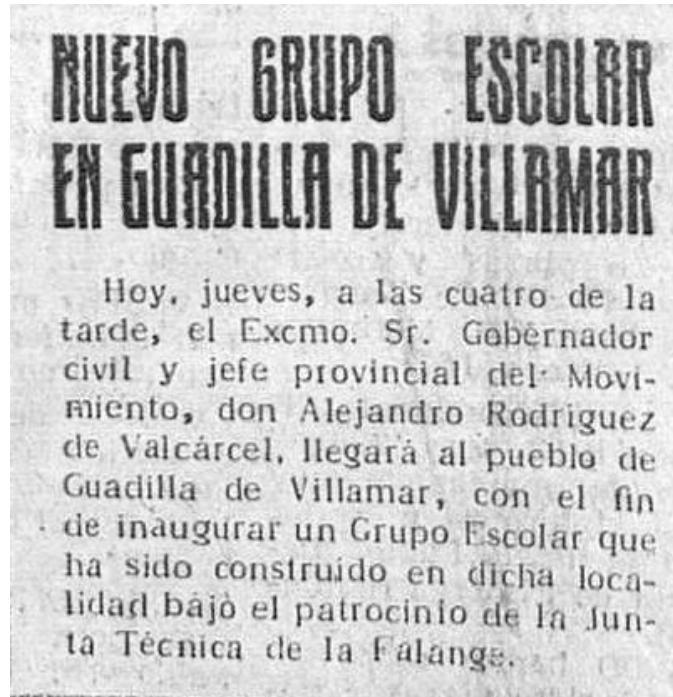 NUEVO GRUPO ESCOLAR
EN GUADILLA DE VILLAMAR
Hoy, jueves, a las cuatro de la
tarde, el Excmo. Sr. Gobernador
civil y jefe provincial del Movi-
miento, don Alejandro Rodríguez
de Valcárcel, llegará al pueblo de
Guadilla de Villamar, con el fin
de inaugurar un Grupo Escolar que
ha sido construido en dicha loca-
lidad bajo el patrocinio de la Jun-
ta Técnica de la Falange.